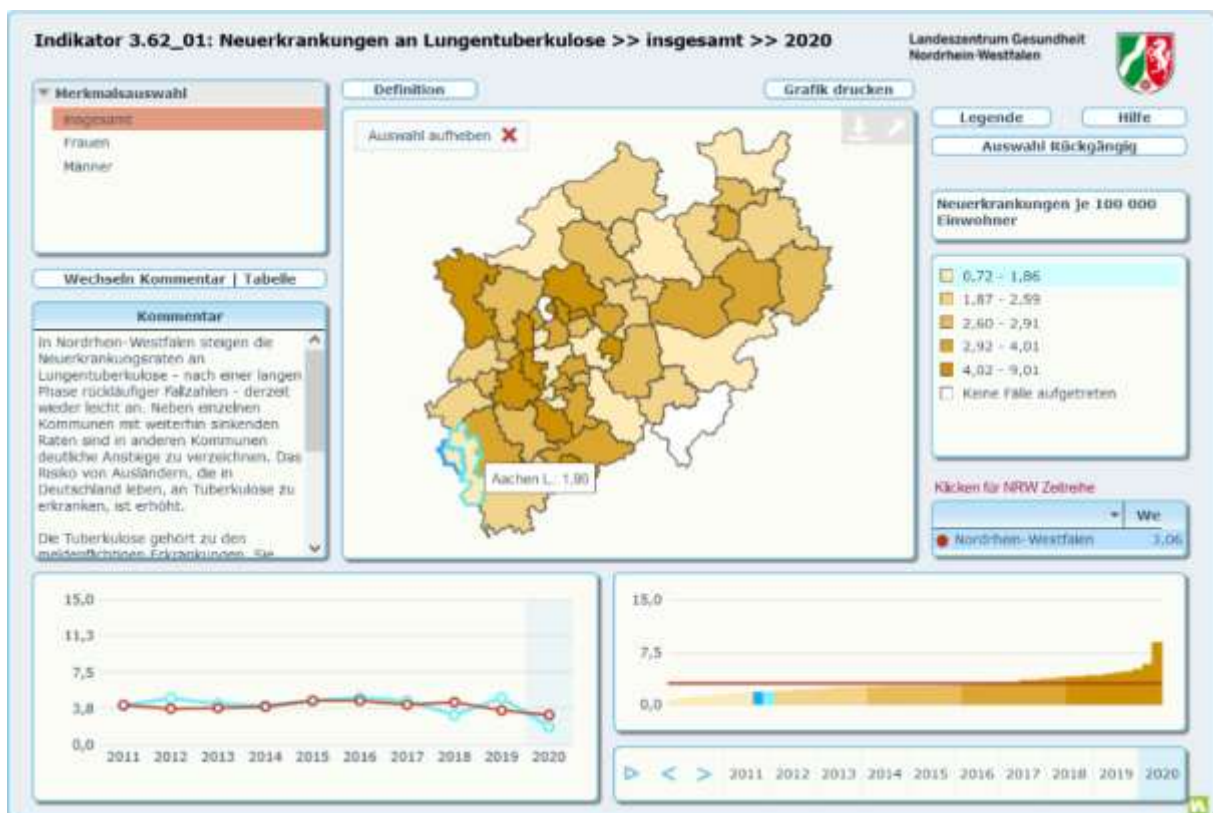 Indikator 3.62_01: Neuerkrankungen an Lungentuberkulose >> insgesamt >> 2020
Landeszentrum Gesundheit
Nordrhein-Westfalen
Merkmalsauswahl
insgesamt
Frauen
Männer
Definition
Grafik drucken
Auswahl aufheben
Legende
Hilfe
Auswahl Rückgängig
Neuerkrankungen je 100 000
Einwohner
0,72 - 1,86
1,87 - 2,59
2,60 - 2,91
2,92 - 4,01
4,02 - 9,01
Keine Fälle aufgetreten
Wechseln Kommentar | Tabelle
Kommentar
In Nordrhein-Westfalen steigen die
Neuerkrankungsraten an
Lungentuberkulose - nach einer langen
Phase rückläufiger Fallzahlen - derzeit
wieder leicht an. Neben einzelnen
Kommunen mit weiterhin sinkenden
Raten sind in anderen Kommunen
deutliche Anstiege zu verzeichnen. Das
Risiko von Ausländern, die in
Deutschland leben, an Tuberkulose zu
erkranken, ist erhöht.
Die Tuberkulose gehört zu den
meldepflichtigen Erkrankungen. Sie
Aachen L.: 1,80
Klicken für NRW Zeitreihe
We
Nordrhein-Westfalen 3,06
15,0
11,3
7,5
3,8
0,0
2011 2012 2013 2014 2015 2016 2017 2018 2019 2020
15,0
7,5
0,0
2011 2012 2013 2014 2015 2016 2017 2018 2019 2020